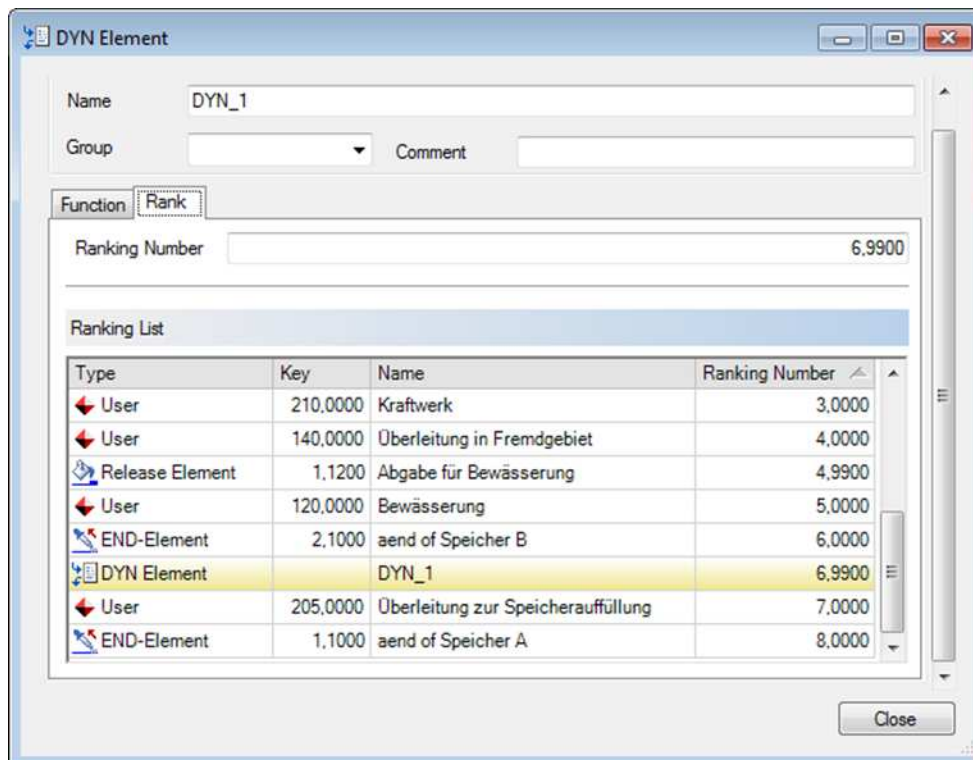 DYN Element
Name DYN_1
Group Comment
Function Rank
Ranking Number 6,9900
Ranking List
Type Key Name Ranking Number
User 210,0000 Kraftwerk 3,0000
User 140,0000 Überleitung in Fremdgebiet 4,0000
Release Element 1,1200 Abgabe für Bewässerung 4,9900
User 120,0000 Bewässerung 5,0000
END-Element 2,1000 aend of Speicher B 6,0000
DYN Element DYN_1 6,9900
User 205,0000 Überleitung zur Speicherauffüllung 7,0000
END-Element 1,1000 aend of Speicher A 8,0000
Close